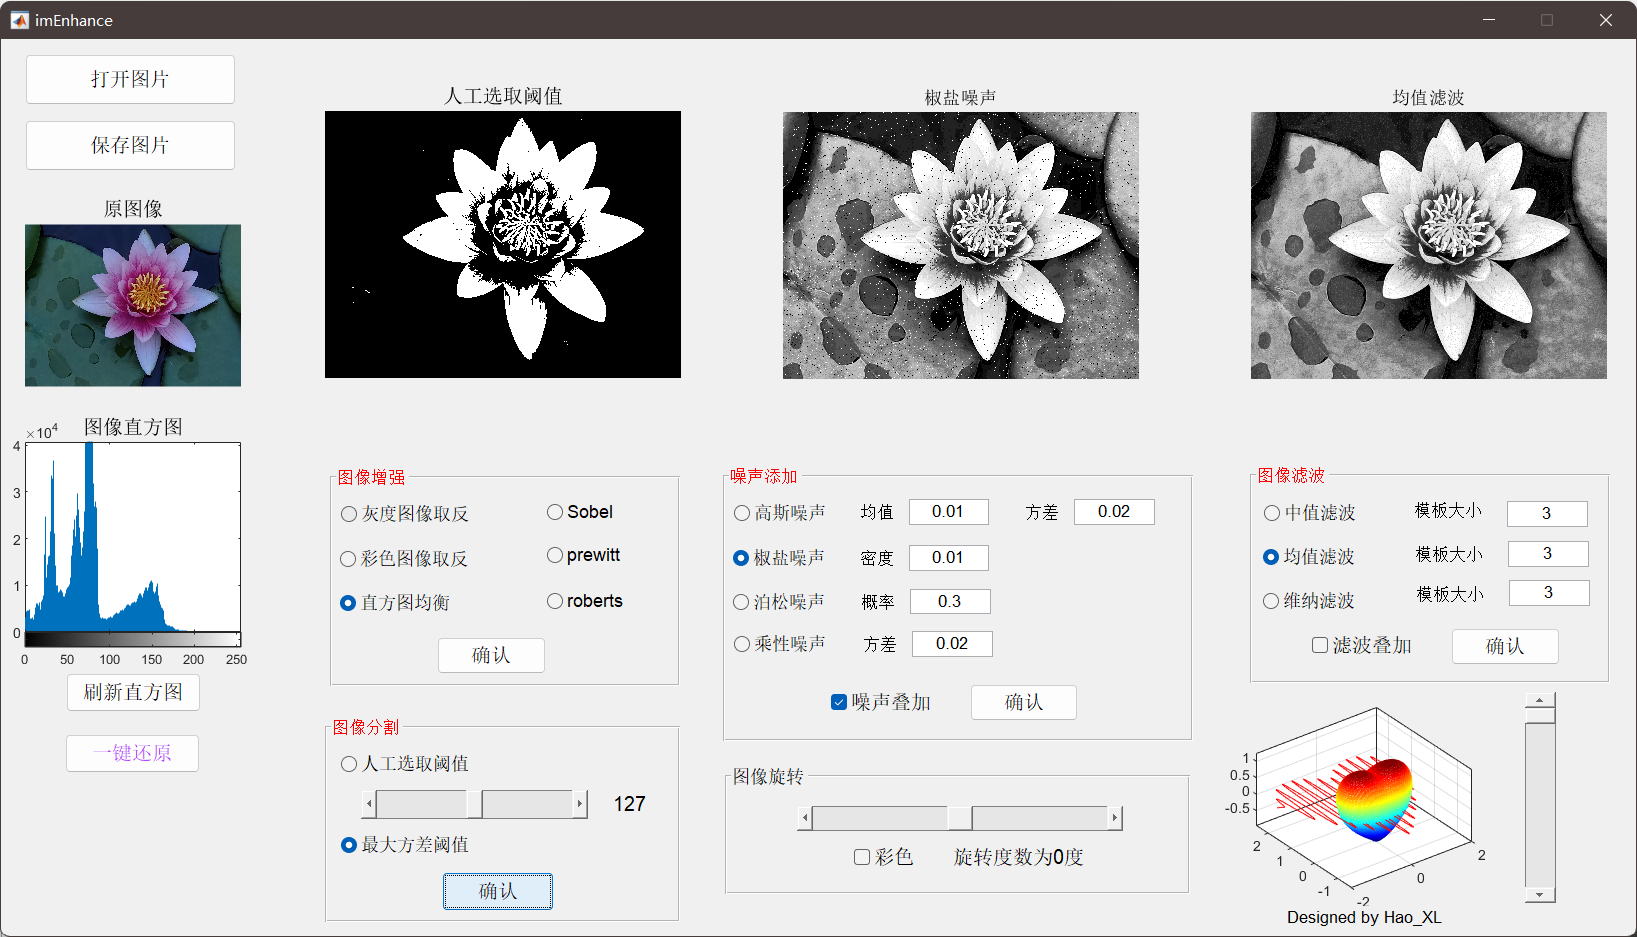 imEnhance
打开图片
保存图片
原图像
人工选取阈值
椒盐噪声
均值滤波
图像直方图
×10⁴
4
3
2
1
0
0 50 100 150 200 250
刷新直方图
一键还原
图像增强
灰度图像取反 Sobel
彩色图像取反 prewitt
直方图均衡 roberts
确认
图像分割
人工选取阈值
127
最大方差阈值
确认
噪声添加
高斯噪声 均值 0.01 方差 0.02
椒盐噪声 密度 0.01
泊松噪声 概率 0.3
乘性噪声 方差 0.02
噪声叠加 确认
图像旋转
彩色 旋转度数为0度
图像滤波
中值滤波 模板大小 3
均值滤波 模板大小 3
维纳滤波 模板大小 3
滤波叠加 确认
1
0.5
0
-0.5
2
1
0
-1
-2
0
2
Designed by Hao_XL